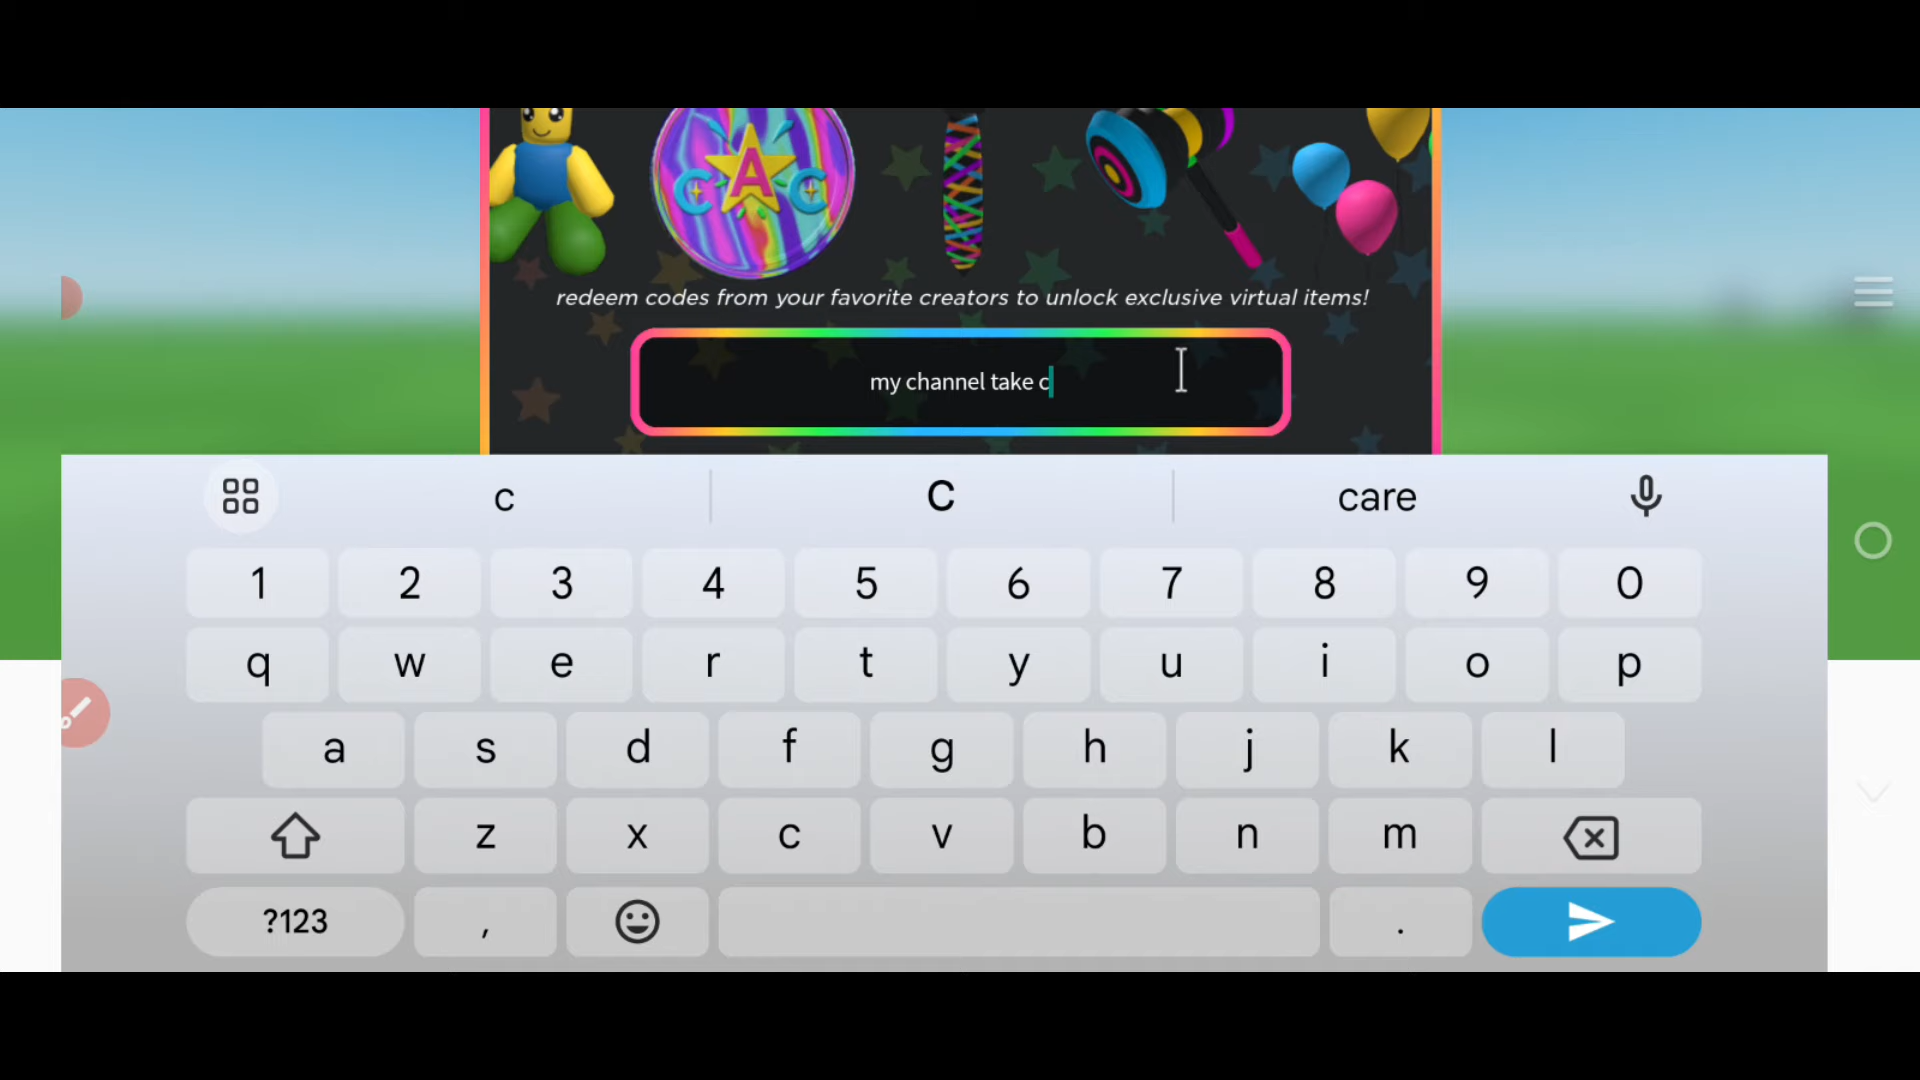 C A C
redeem codes from your favorite creators to unlock exclusive virtual items!
my channel take c
c C care
1 2 3 4 5 6 7 8 9 0
q w e r t y u i o p
a s d f g h j k l
z x c v b n m
?123 , .